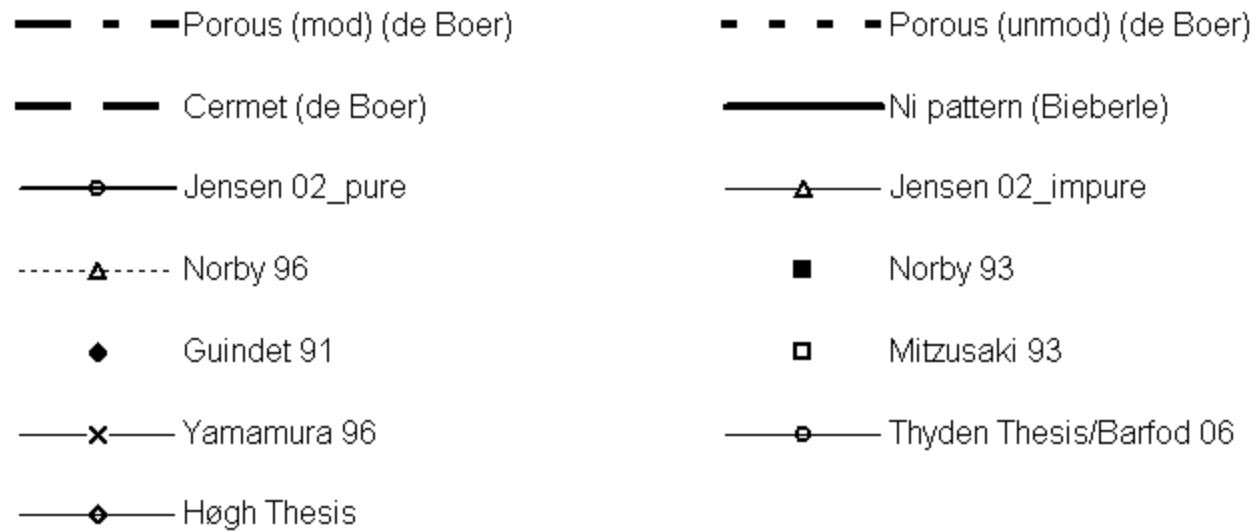 Porous (mod) (de Boer)
Porous (unmod) (de Boer)
Cermet (de Boer)
Ni pattern (Bieberle)
Jensen 02_pure
Jensen 02_impure
Norby 96
Norby 93
Guindet 91
Mitzusaki 93
Yamamura 96
Thyden Thesis/Barfod 06
Høgh Thesis